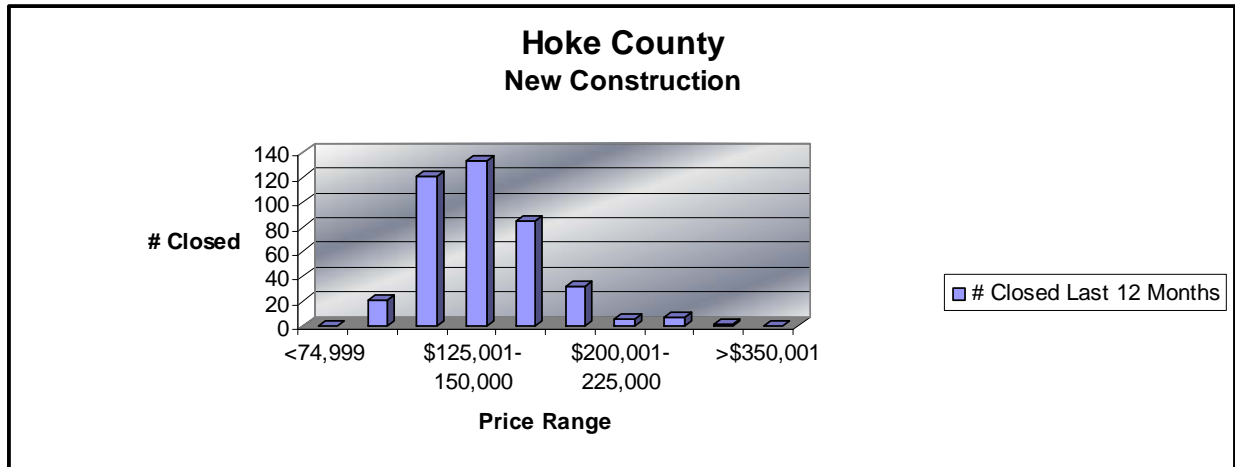 Hoke County
New Construction
140
120
100
80
60
40
20
0
# Closed
<74,999
$125,001-
150,000
$200,001-
225,000
>$350,001
Price Range
# Closed Last 12 Months